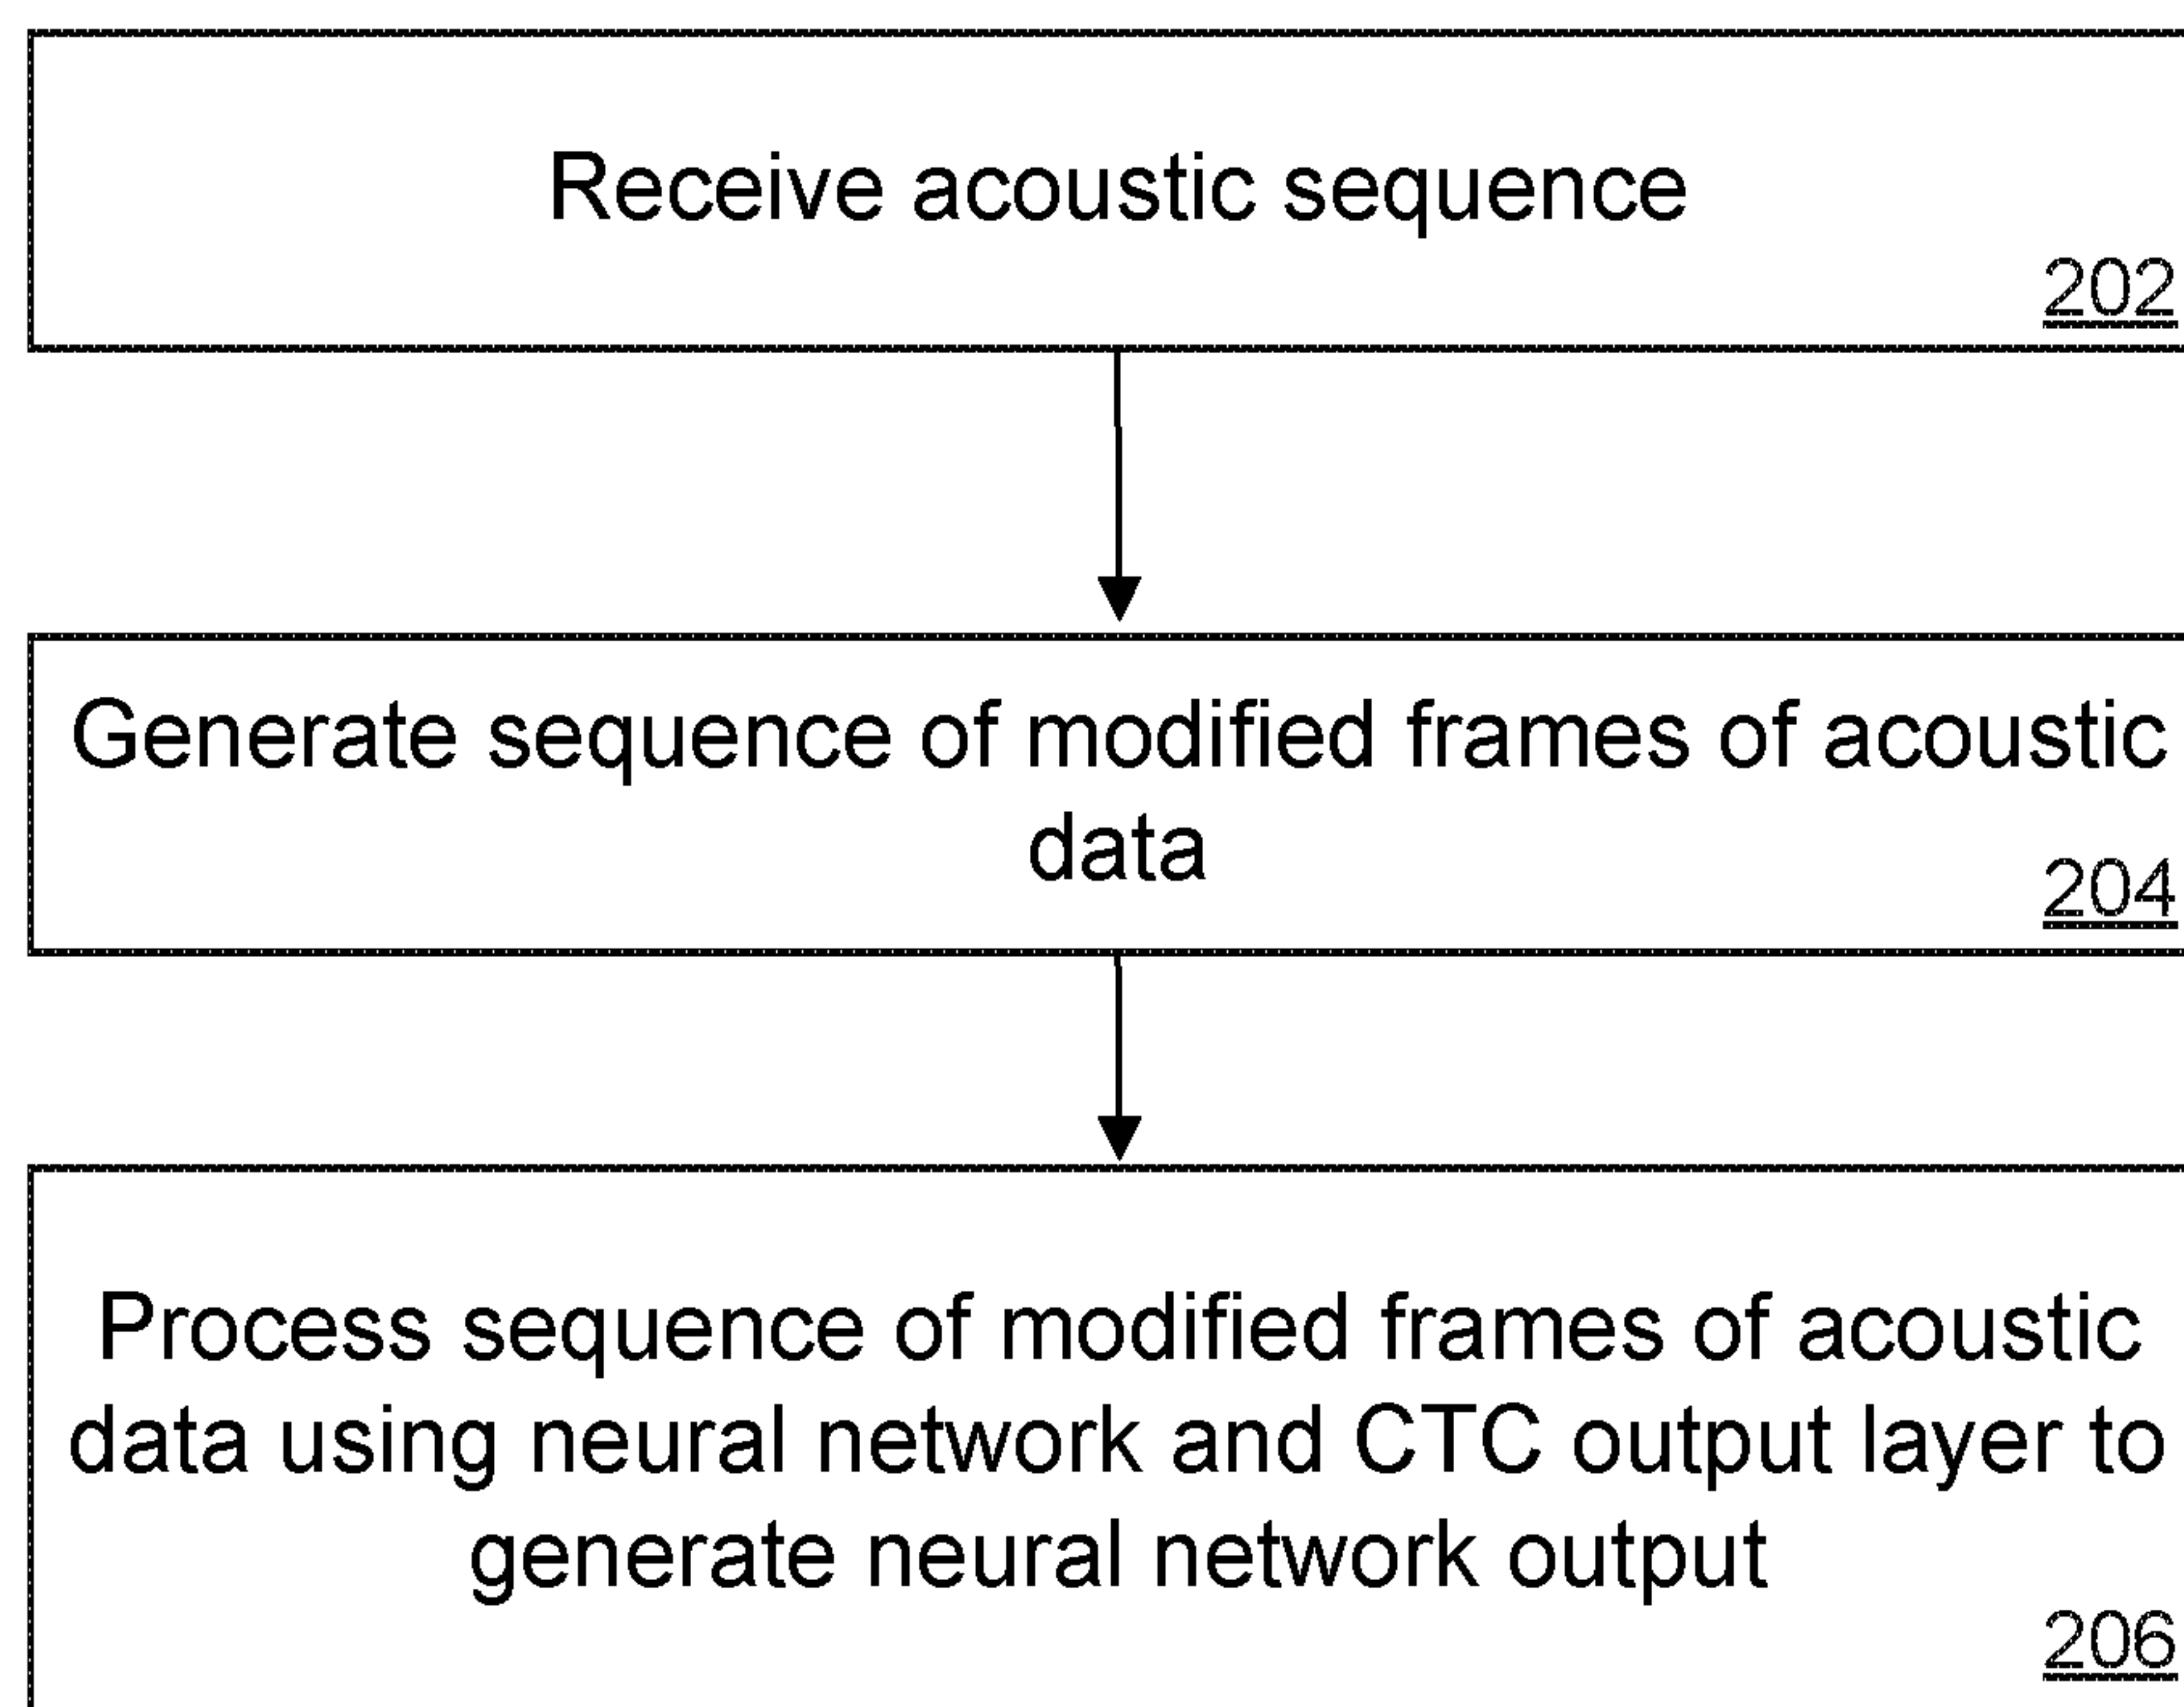 Receive acoustic sequence
202
Generate sequence of modified frames of acoustic
data
204
Process sequence of modified frames of acoustic
data using neural network and CTC output layer to
generate neural network output
206